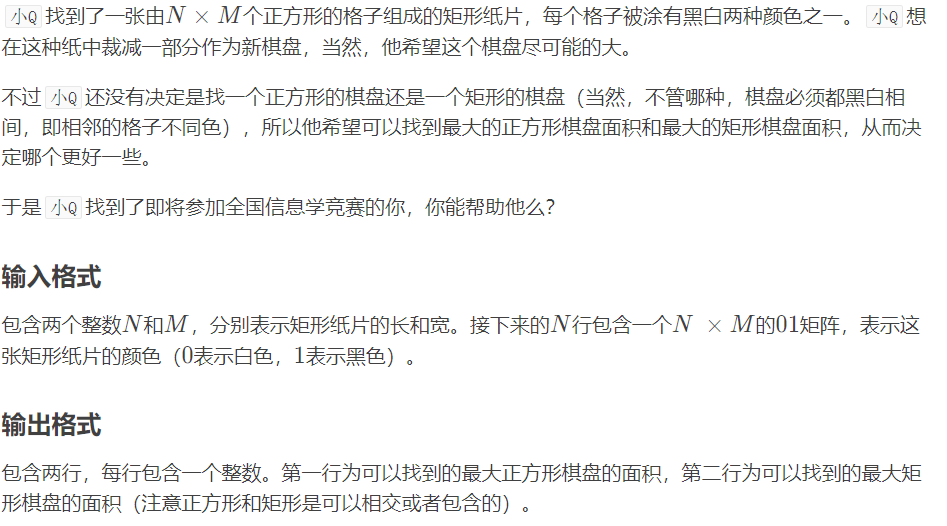 小Q 找到了一张由N × M个正方形的格子组成的矩形纸片，每个格子被涂有黑白两种颜色之一。 小Q 想
在这种纸中裁减一部分作为新棋盘，当然，他希望这个棋盘尽可能的大。
不过 小Q 还没有决定是找一个正方形的棋盘还是一个矩形的棋盘（当然，不管哪种，棋盘必须都黑白相
间，即相邻的格子不同色），所以他希望可以找到最大的正方形棋盘面积和最大的矩形棋盘面积，从而决
定哪个更好一些。
于是 小Q 找到了即将参加全国信息学竞赛的你，你能帮助他么？
输入格式
包含两个整数N和M，分别表示矩形纸片的长和宽。接下来的N行包含一个N × M的01矩阵，表示这
张矩形纸片的颜色（0表示白色，1表示黑色）。
输出格式
包含两行，每行包含一个整数。第一行为可以找到的最大正方形棋盘的面积，第二行为可以找到的最大矩
形棋盘的面积（注意正方形和矩形是可以相交或者包含的）。